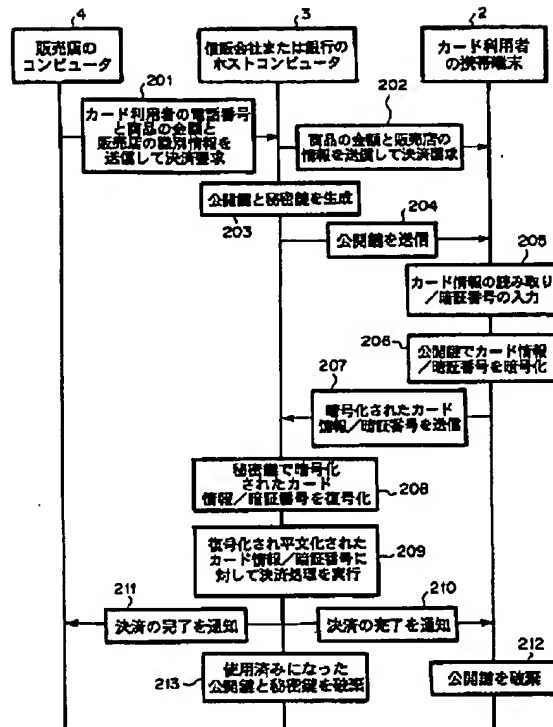 4
販売店の
コンピュータ
3
信販会社または銀行の
ホストコンピュータ
2
カード利用者
の携帯端末
201
カード利用者の電話番号
と商品の金額と
販売店の識別情報を
送信して決済要求
202
商品の金額と販売店の
情報を送信して決済要求
公開鍵と秘密鍵を生成
203
204
公開鍵を送信
205
カード情報の読み取り
/暗証番号の入力
206
公開鍵でカード情報
/暗証番号を暗号化
207
暗号化されたカード
情報/暗証番号を送信
秘密鍵で暗号化
されたカード
情報/暗証番号を復号化
208
復号化され平文化された
カード情報/暗証番号に
対して決済処理を実行
209
211
決済の完了を通知
210
決済の完了を通知
212
公開鍵を破棄
使用済みになった
公開鍵と秘密鍵を破棄
213